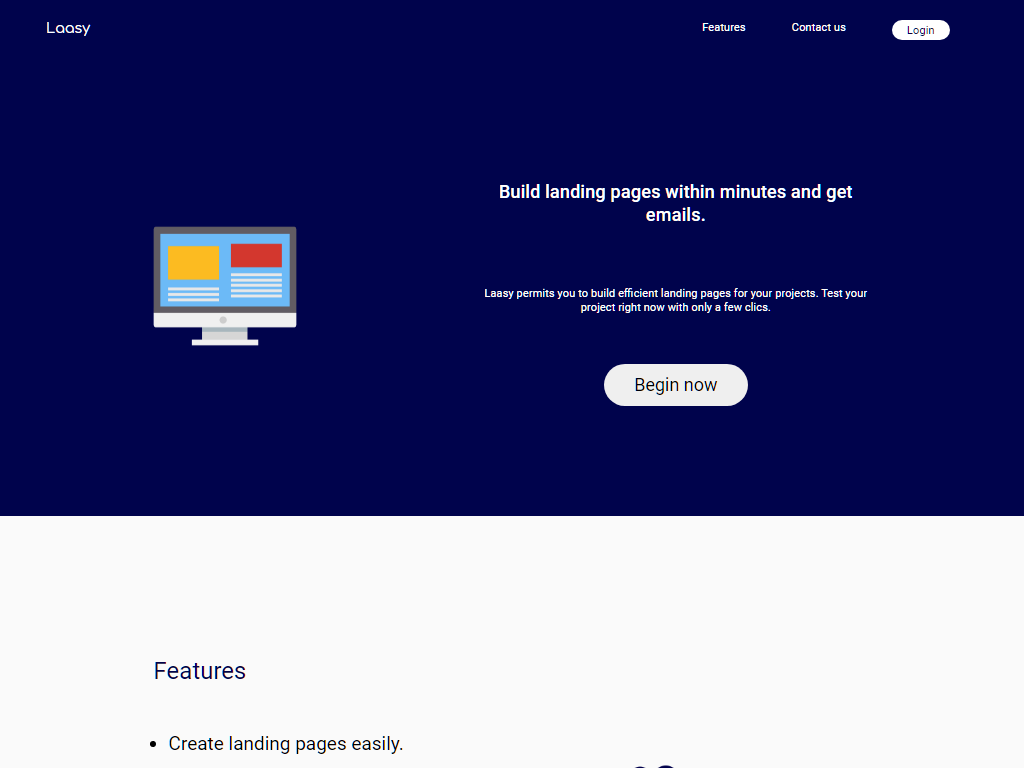 Laasy
Features
Contact us
Login
Build landing pages within minutes and get
emails.
Laasy permits you to build efficient landing pages for your projects. Test your
project right now with only a few clics.
Begin now
Features
Create landing pages easily.